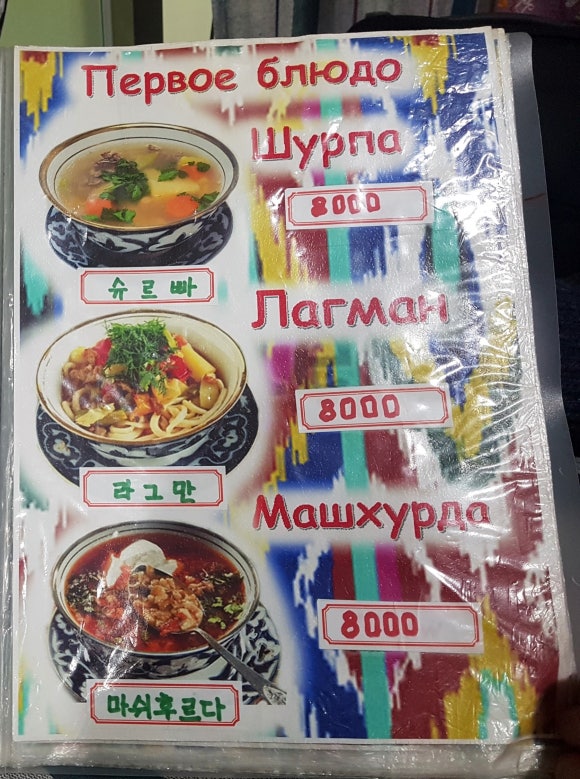 Первое блюдо
Шурпа
8000
슈르빠
Лагман
8000
라그만
Машхурда
8000
마쉬후르다